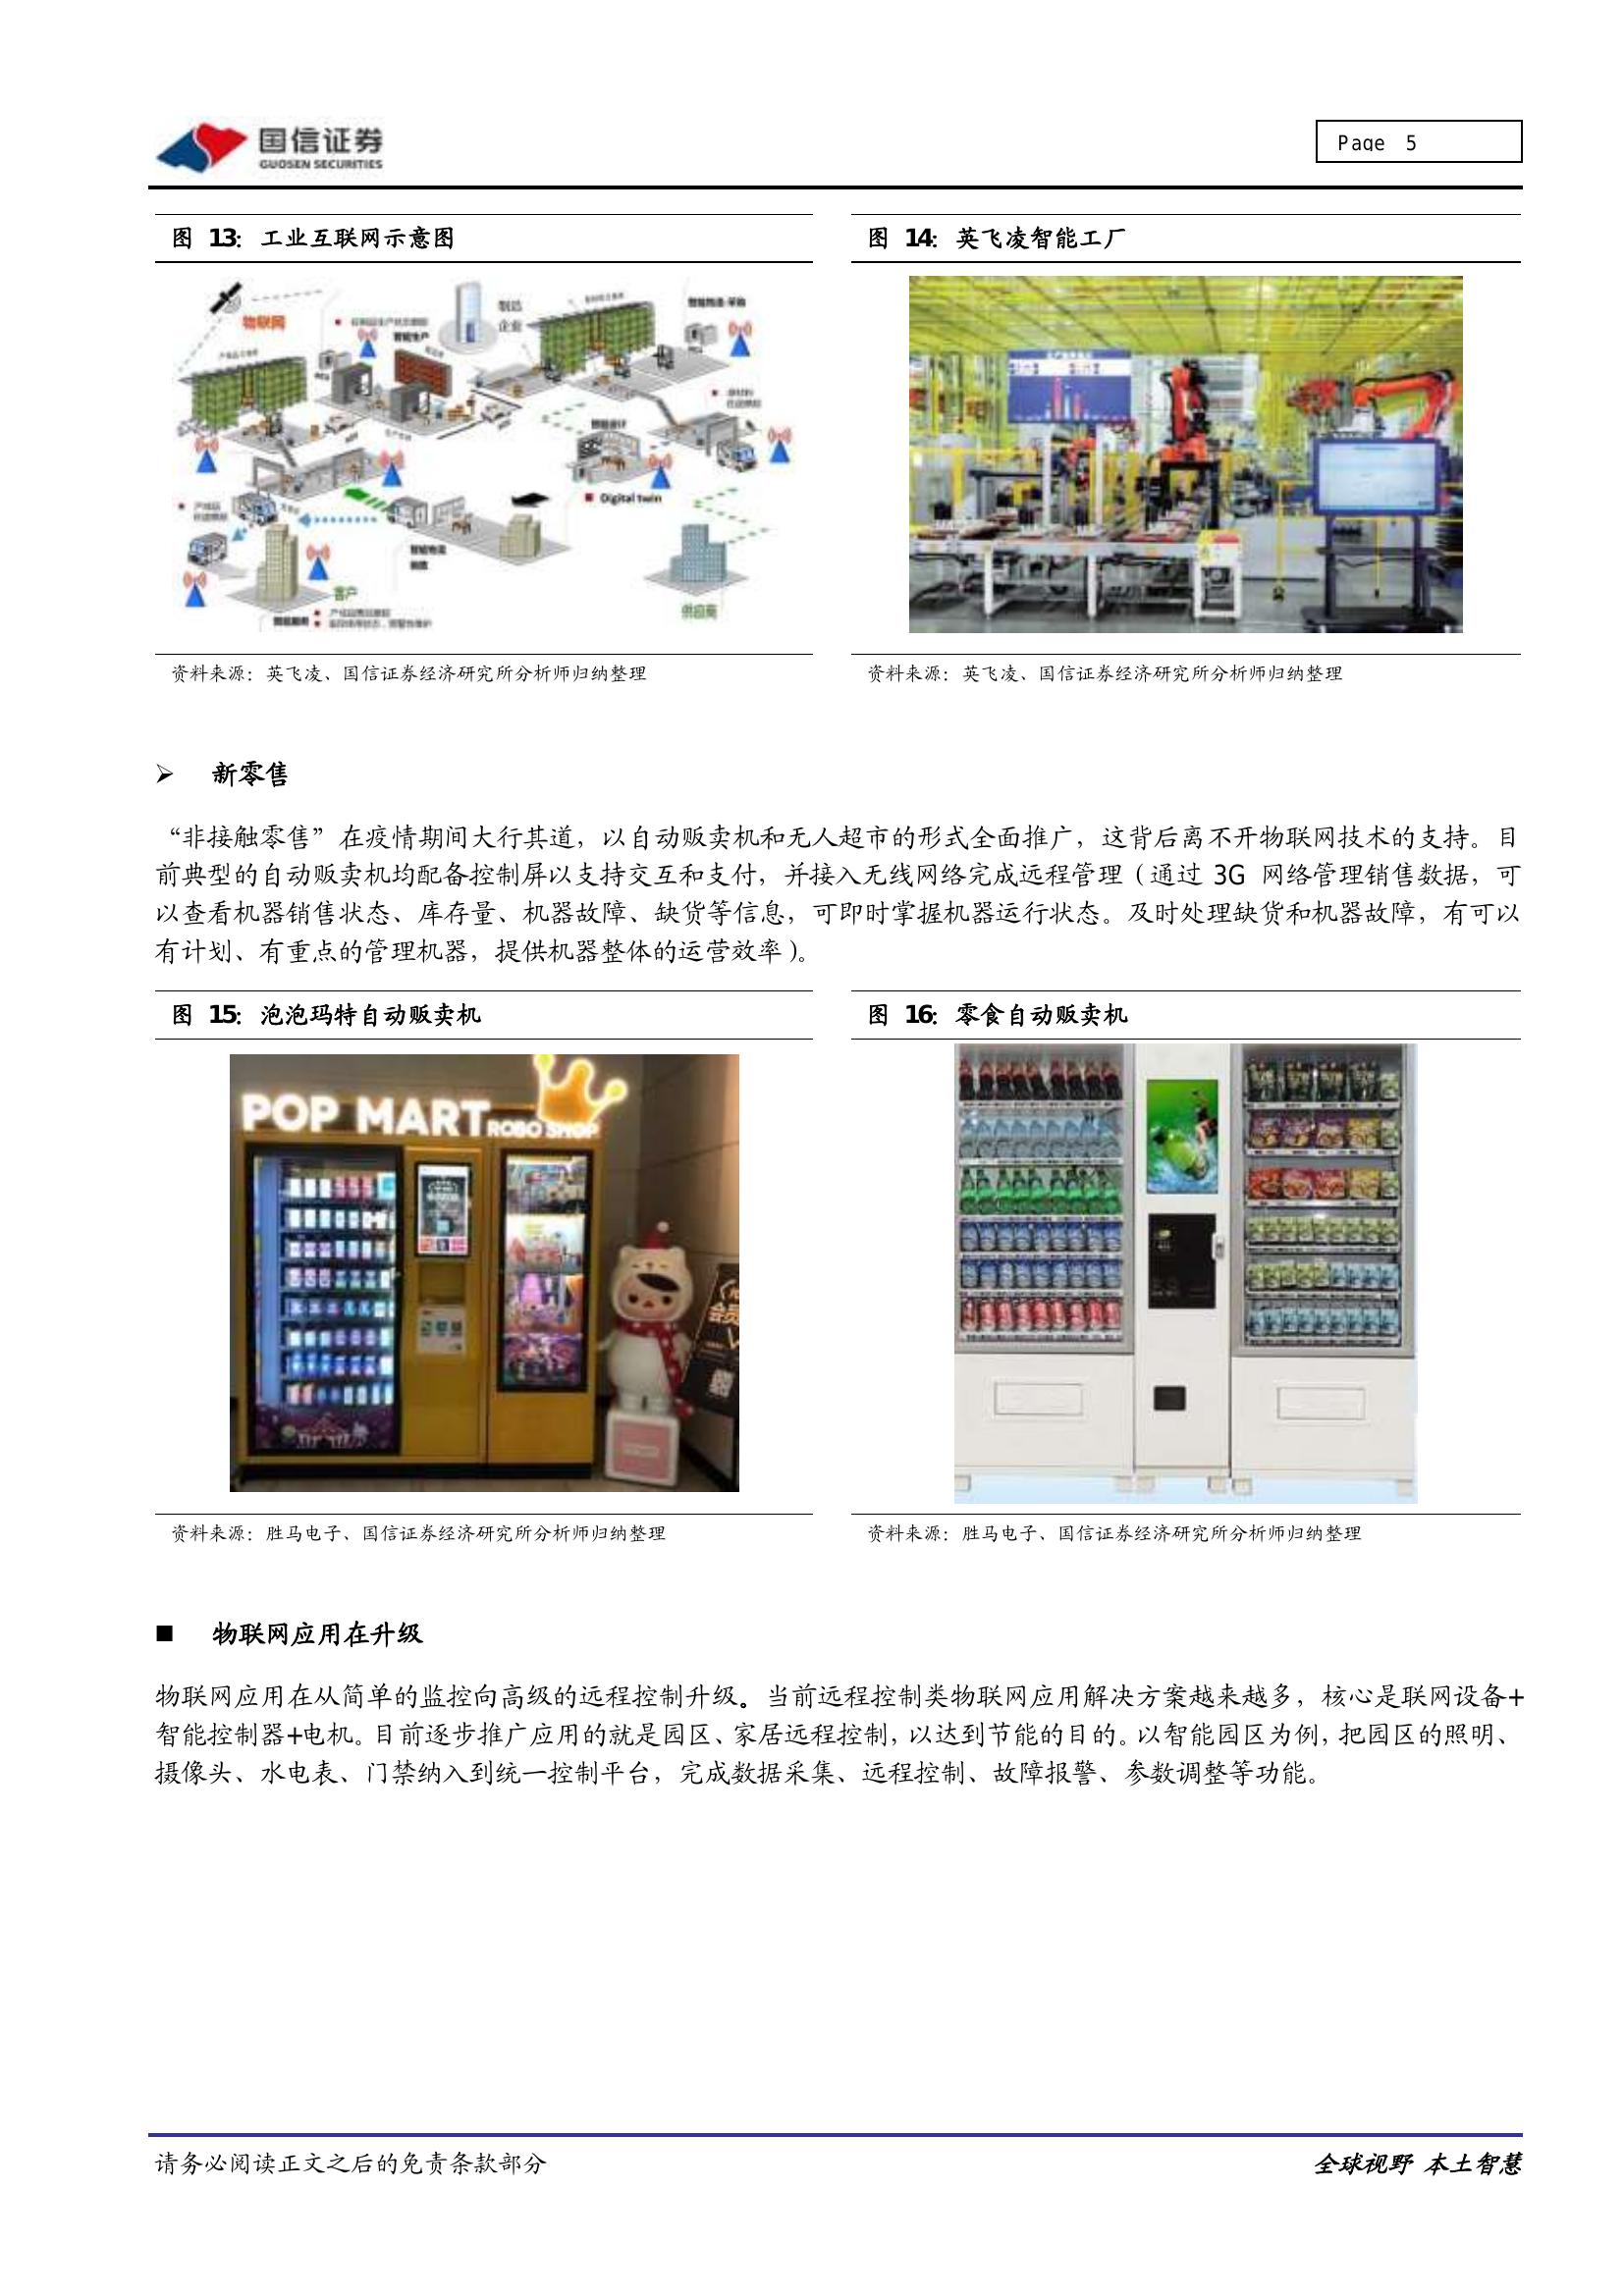 国信证券
GUOSEN SECURITIES
Page 5
图 13：工业互联网示意图
图 14：英飞凌智能工厂
物联网
制造
企业
智能生产
智能设计
Digital twin
智能物流
客户
供应商
资料来源：英飞凌、国信证券经济研究所分析师归纳整理
资料来源：英飞凌、国信证券经济研究所分析师归纳整理
新零售
“非接触零售”在疫情期间大行其道，以自动贩卖机和无人超市的形式全面推广，这背后离不开物联网技术的支持。目
前典型的自动贩卖机均配备控制屏以支持交互和支付，并接入无线网络完成远程管理（通过 3G 网络管理销售数据，可
以查看机器销售状态、库存量、机器故障、缺货等信息，可即时掌握机器运行状态。及时处理缺货和机器故障，有可以
有计划、有重点的管理机器，提供机器整体的运营效率）。
图 15：泡泡玛特自动贩卖机
图 16：零食自动贩卖机
POP MART
ROBO SHOP
资料来源：胜马电子、国信证券经济研究所分析师归纳整理
资料来源：胜马电子、国信证券经济研究所分析师归纳整理
物联网应用在升级
物联网应用在从简单的监控向高级的远程控制升级。当前远程控制类物联网应用解决方案越来越多，核心是联网设备+
智能控制器+电机。目前逐步推广应用的就是园区、家居远程控制，以达到节能的目的。以智能园区为例，把园区的照明、
摄像头、水电表、门禁纳入到统一控制平台，完成数据采集、远程控制、故障报警、参数调整等功能。
请务必阅读正文之后的免责条款部分
全球视野 本土智慧